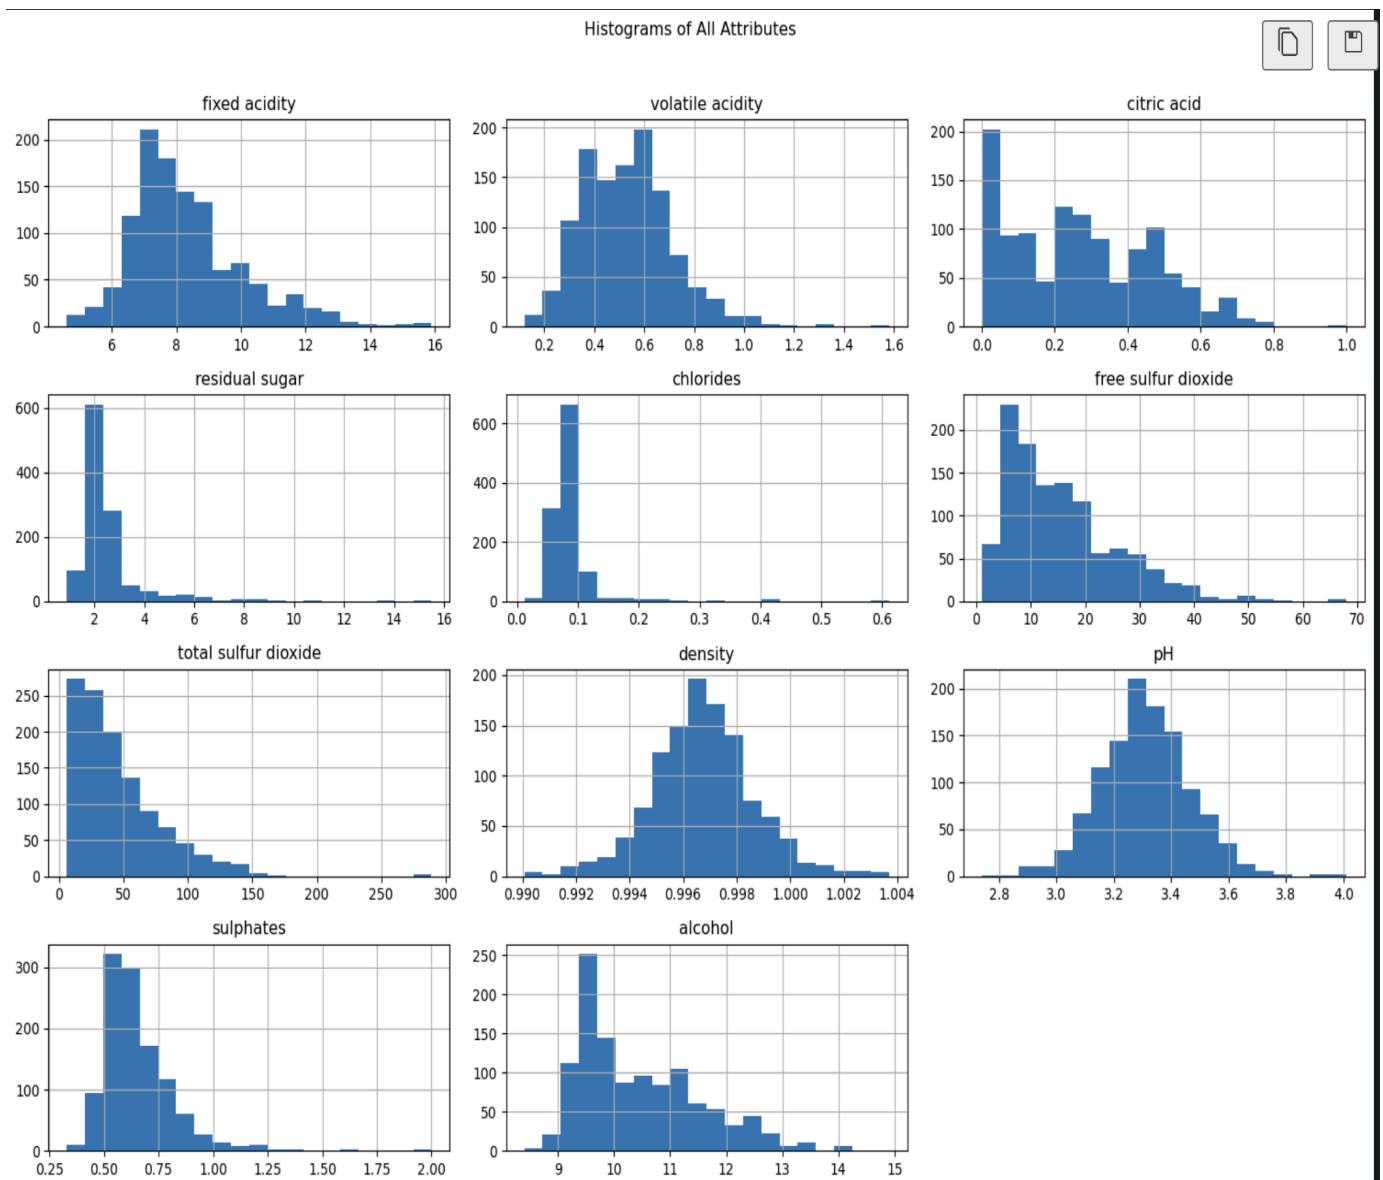 Histograms of All Attributes
fixed acidity
volatile acidity
citric acid
200
150
100
50
0
6 8 10 12 14 16
200
150
100
50
0
0.2 0.4 0.6 0.8 1.0 1.2 1.4 1.6
200
150
100
50
0
0.0 0.2 0.4 0.6 0.8 1.0
residual sugar
chlorides
free sulfur dioxide
600
400
200
0
2 4 6 8 10 12 14 16
600
400
200
0
0.0 0.1 0.2 0.3 0.4 0.5 0.6
200
150
100
50
0
0 10 20 30 40 50 60 70
total sulfur dioxide
density
pH
250
200
150
100
50
0
0 50 100 150 200 250 300
200
150
100
50
0
0.990 0.992 0.994 0.996 0.998 1.000 1.002 1.004
200
150
100
50
0
2.8 3.0 3.2 3.4 3.6 3.8 4.0
sulphates
alcohol
300
200
100
0
0.25 0.50 0.75 1.00 1.25 1.50 1.75 2.00
250
200
150
100
50
0
9 10 11 12 13 14 15